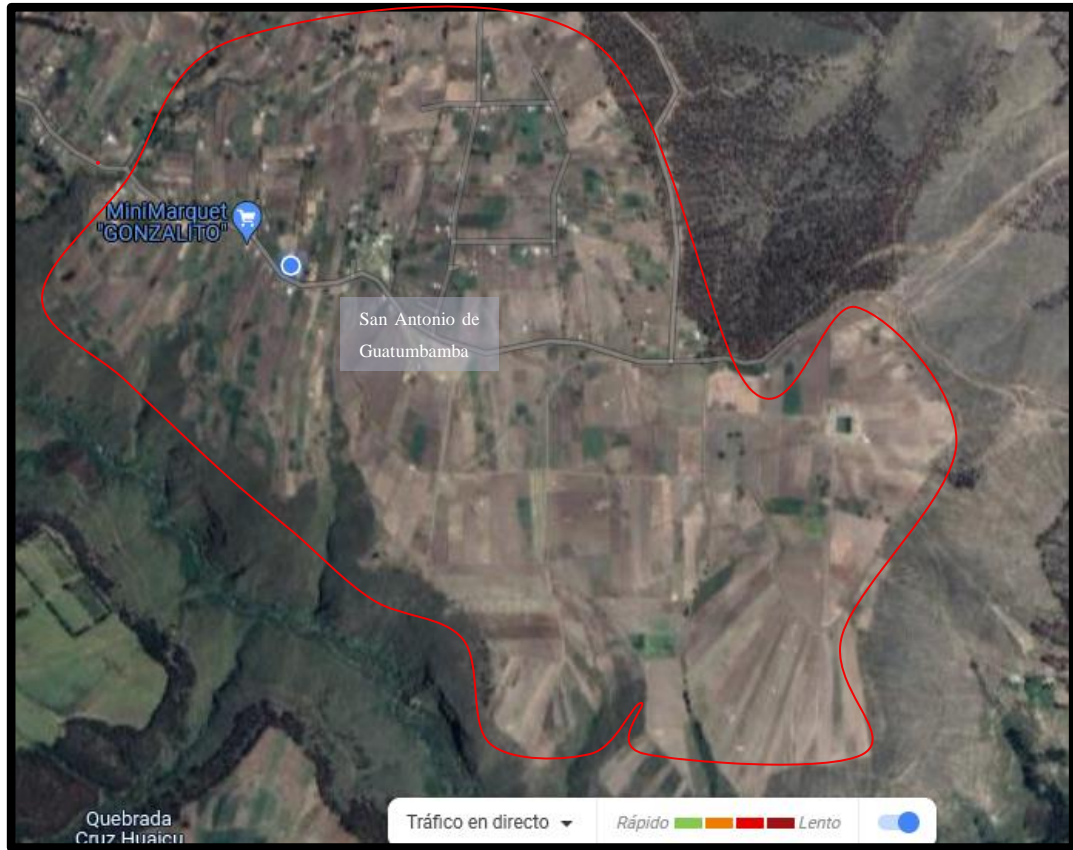 MiniMarquet
"GONZALITO"
San Antonio de
Guatumbamba
Quebrada
Cruz Huaicu
Tráfico en directo
Rápido
Lento